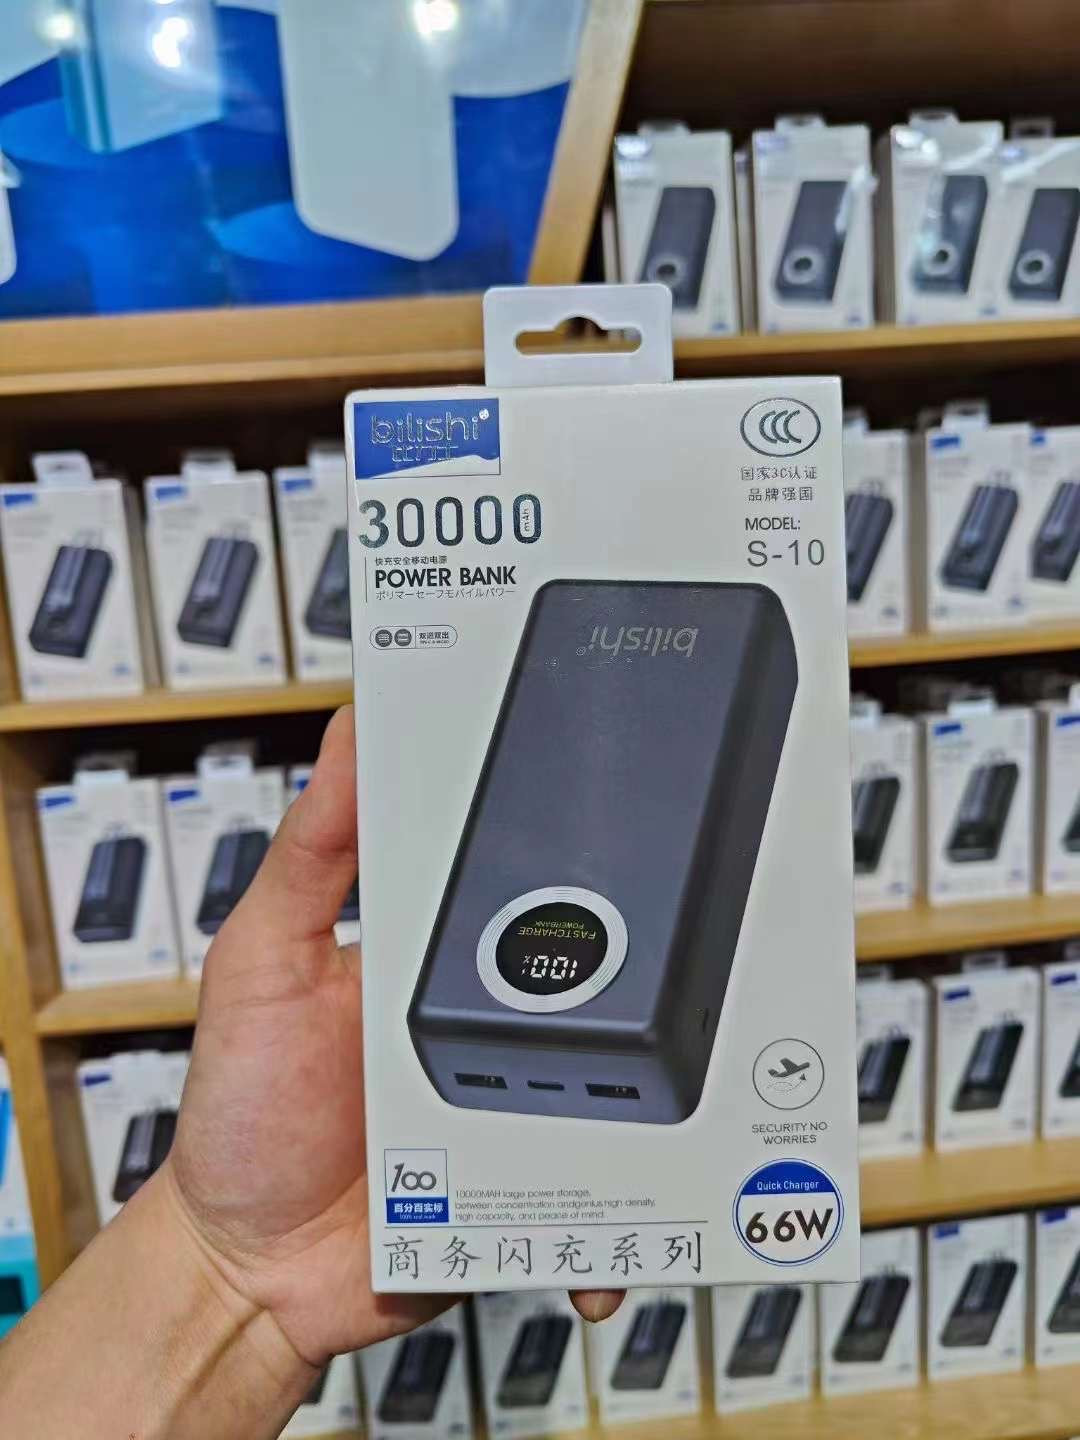 bilishi
比力士
国家3C认证
品牌强国
30000 mAh
MODEL:
S-10
快充安全移动电源
POWER BANK
ポリマーセーフモバイルパワー
双进双出
bilishi
FASTCHARGE
POWERBANK
100%
SECURITY NO
WORRIES
100
百分百实标
10000MAH large power storage,
between concentration andgenius high density,
high capacity, and peace of mind.
Quick Charger
66W
商务闪充系列